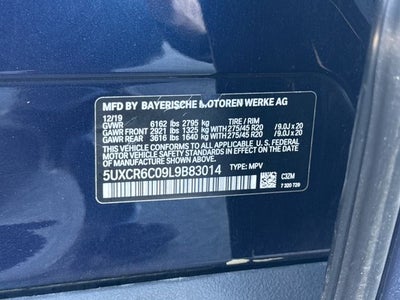 MFD BY BAYERISCHE MOTOREN WERKE AG
12/19
GVWR 6162 lbs 2795 kg TIRE / RIM
GAWR FRONT 2921 lbs 1325 kg WITH 275/45 R20 / 9.0J x 20
GAWR REAR 3616 lbs 1640 kg WITH 275/45 R20 / 9.0J x 20
THIS VEHICLE CONFORMS TO ALL APPLICABLE
FEDERAL MOTOR VEHICLE SAFETY STANDARDS
IN EFFECT ON THE DATE
OF MANUFACTURE SHOWN ABOVE. TYPE: MPV
5UXCR6C09L9B83014
C3ZM
7 320 729